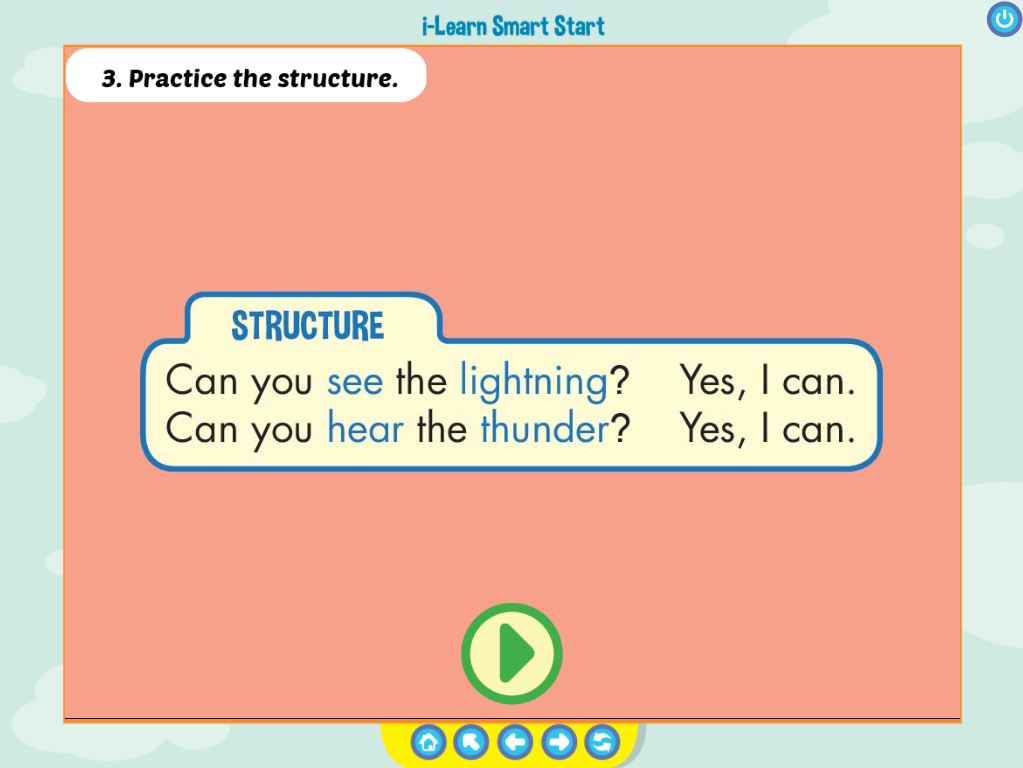 i-Learn Smart Start
3. Practice the structure.
STRUCTURE
Can you see the lightning? Yes, I can.
Can you hear the thunder? Yes, I can.